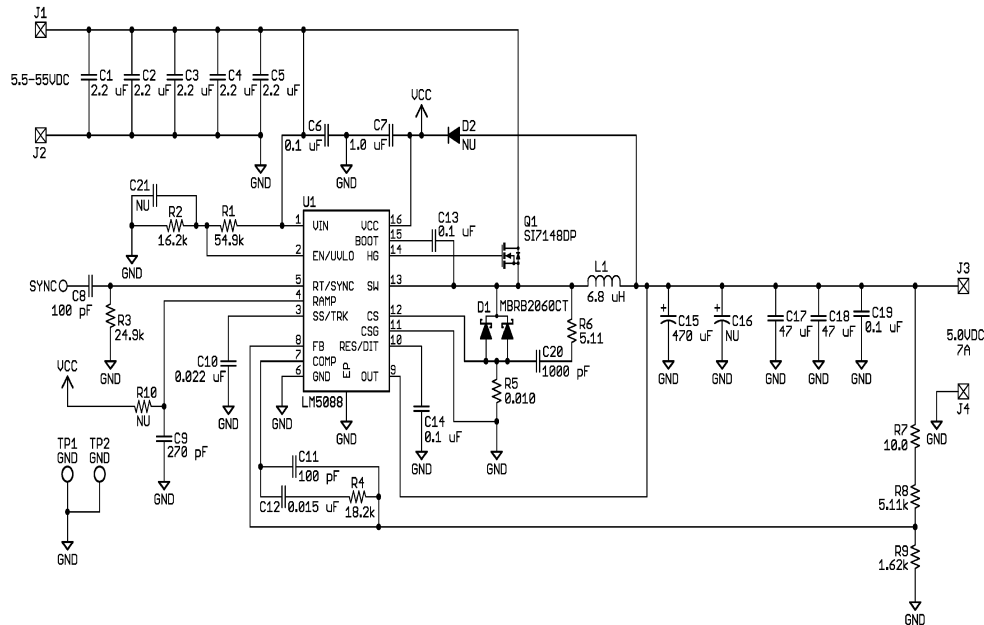 J1
5.5-55VDC
C1
2.2 uF
C2
2.2 uF
C3
2.2 uF
C4
2.2 uF
C5
2.2 uF
J2
GND
C6
0.1 uF
GND
C7
1.0 uF
VCC
D2
NU
C21
NU
R2
16.2k
R1
54.9k
GND
U1
1 VIN
VCC 16
BOOT 15
2 EN/UVLO
HG 14
5 RT/SYNC
SW 13
4 RAMP
3 SS/TRK
CS 12
CSG 11
8 FB
RES/DIT 10
7 COMP
6 GND
EP
OUT 9
LM5088
GND
GND
C13
0.1 uF
Q1
SI7148DP
SYNC
C8
100 pF
R3
24.9k
GND
C10
0.022 uF
GND
VCC
R10
NU
C9
270 pF
GND
TP1
GND
TP2
GND
GND
D1
MBRB2060CT
R6
5.11
C20
1000 pF
R5
0.010
GND
C14
0.1 uF
GND
L1
6.8 uH
C15
470 uF
GND
C16
NU
GND
C17
47 uF
GND
C18
47 uF
GND
C19
0.1 uF
GND
J3
5.0VDC
7A
J4
GND
C11
100 pF
C12
0.015 uF
R4
18.2k
R7
10.0
R8
5.11k
R9
1.62k
GND